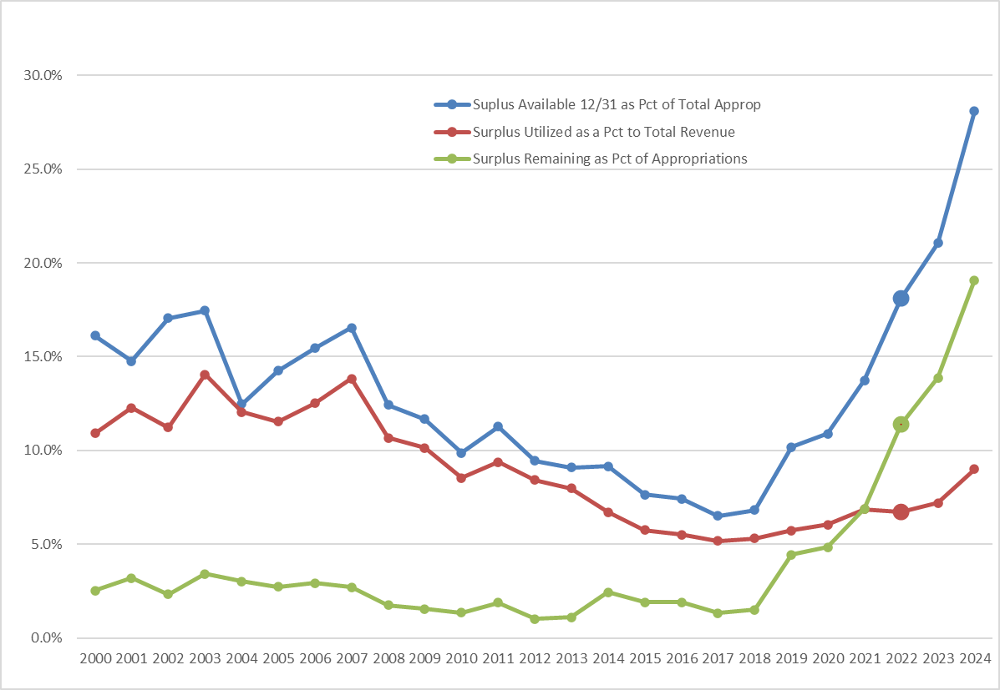 30.0%
Suplus Available 12/31 as Pct of Total Approp
Surplus Utilized as a Pct to Total Revenue
Surplus Remaining as Pct of Appropriations
25.0%
20.0%
15.0%
10.0%
5.0%
0.0%
2000 2001 2002 2003 2004 2005 2006 2007 2008 2009 2010 2011 2012 2013 2014 2015 2016 2017 2018 2019 2020 2021 2022 2023 2024